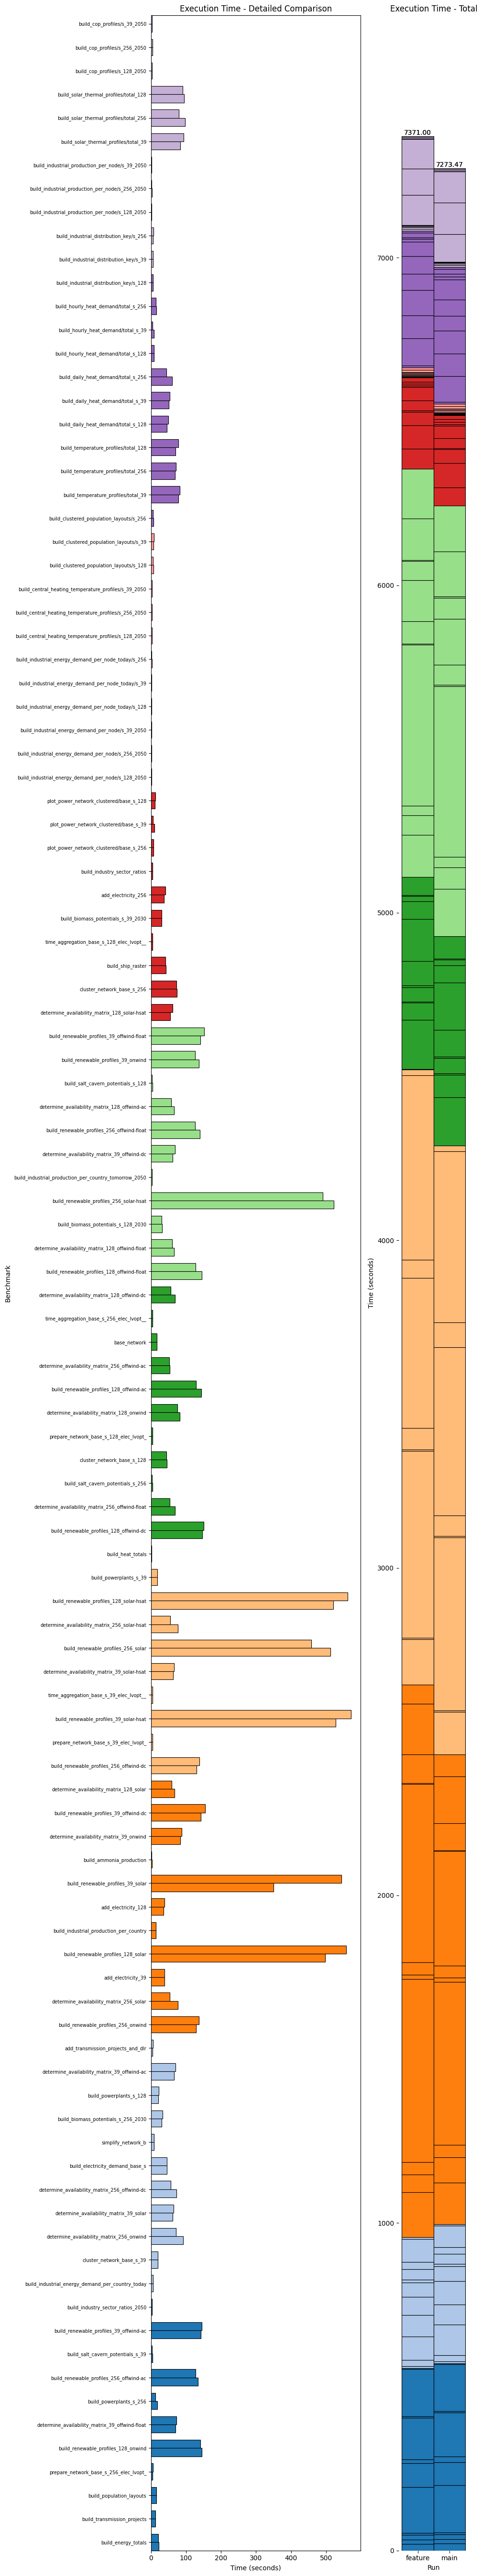 Execution Time - Detailed Comparison
Execution Time - Total
build_cop_profiles/s_39_2050
build_cop_profiles/s_256_2050
build_cop_profiles/s_128_2050
build_solar_thermal_profiles/total_128
build_solar_thermal_profiles/total_256
build_solar_thermal_profiles/total_39
build_industrial_production_per_node/s_39_2050
build_industrial_production_per_node/s_256_2050
build_industrial_production_per_node/s_128_2050
build_industrial_distribution_key/s_256
build_industrial_distribution_key/s_39
build_industrial_distribution_key/s_128
build_hourly_heat_demand/total_s_256
build_hourly_heat_demand/total_s_39
build_hourly_heat_demand/total_s_128
build_daily_heat_demand/total_s_256
build_daily_heat_demand/total_s_39
build_daily_heat_demand/total_s_128
build_temperature_profiles/total_128
build_temperature_profiles/total_256
build_temperature_profiles/total_39
build_clustered_population_layouts/s_256
build_clustered_population_layouts/s_39
build_clustered_population_layouts/s_128
build_central_heating_temperature_profiles/s_39_2050
build_central_heating_temperature_profiles/s_256_2050
build_central_heating_temperature_profiles/s_128_2050
build_industrial_energy_demand_per_node_today/s_256
build_industrial_energy_demand_per_node_today/s_39
build_industrial_energy_demand_per_node_today/s_128
build_industrial_energy_demand_per_node/s_39_2050
build_industrial_energy_demand_per_node/s_256_2050
build_industrial_energy_demand_per_node/s_128_2050
plot_power_network_clustered/base_s_128
plot_power_network_clustered/base_s_39
plot_power_network_clustered/base_s_256
build_industry_sector_ratios
add_electricity_256
build_biomass_potentials_s_39_2030
time_aggregation_base_s_128_elec_lvopt__
build_ship_raster
cluster_network_base_s_256
determine_availability_matrix_128_solar-hsat
build_renewable_profiles_39_offwind-float
build_renewable_profiles_39_onwind
build_salt_cavern_potentials_s_128
determine_availability_matrix_128_offwind-ac
build_renewable_profiles_256_offwind-float
determine_availability_matrix_39_offwind-dc
build_industrial_production_per_country_tomorrow_2050
build_renewable_profiles_256_solar-hsat
build_biomass_potentials_s_128_2030
determine_availability_matrix_128_offwind-float
build_renewable_profiles_128_offwind-float
determine_availability_matrix_128_offwind-dc
time_aggregation_base_s_256_elec_lvopt__
base_network
determine_availability_matrix_256_offwind-ac
build_renewable_profiles_128_offwind-ac
determine_availability_matrix_128_onwind
prepare_network_base_s_128_elec_lvopt_
cluster_network_base_s_128
build_salt_cavern_potentials_s_256
determine_availability_matrix_256_offwind-float
build_renewable_profiles_128_offwind-dc
build_heat_totals
build_powerplants_s_39
build_renewable_profiles_128_solar-hsat
determine_availability_matrix_256_solar-hsat
build_renewable_profiles_256_solar
determine_availability_matrix_39_solar-hsat
time_aggregation_base_s_39_elec_lvopt__
build_renewable_profiles_39_solar-hsat
prepare_network_base_s_39_elec_lvopt_
build_renewable_profiles_256_offwind-dc
determine_availability_matrix_128_solar
build_renewable_profiles_39_offwind-dc
determine_availability_matrix_39_onwind
build_ammonia_production
build_renewable_profiles_39_solar
add_electricity_128
build_industrial_production_per_country
build_renewable_profiles_128_solar
add_electricity_39
determine_availability_matrix_256_solar
build_renewable_profiles_256_onwind
add_transmission_projects_and_dlr
determine_availability_matrix_39_offwind-ac
build_powerplants_s_128
build_biomass_potentials_s_256_2030
simplify_network_b
build_electricity_demand_base_s
determine_availability_matrix_256_offwind-dc
determine_availability_matrix_39_solar
determine_availability_matrix_256_onwind
cluster_network_base_s_39
build_industrial_energy_demand_per_country_today
build_industry_sector_ratios_2050
build_renewable_profiles_39_offwind-ac
build_salt_cavern_potentials_s_39
build_renewable_profiles_256_offwind-ac
build_powerplants_s_256
determine_availability_matrix_39_offwind-float
build_renewable_profiles_128_onwind
prepare_network_base_s_256_elec_lvopt_
build_population_layouts
build_transmission_projects
build_energy_totals
Benchmark
0
100
200
300
400
500
Time (seconds)
7371.00
7273.47
7000
6000
5000
4000
3000
2000
1000
0
Time (seconds)
feature
main
Run